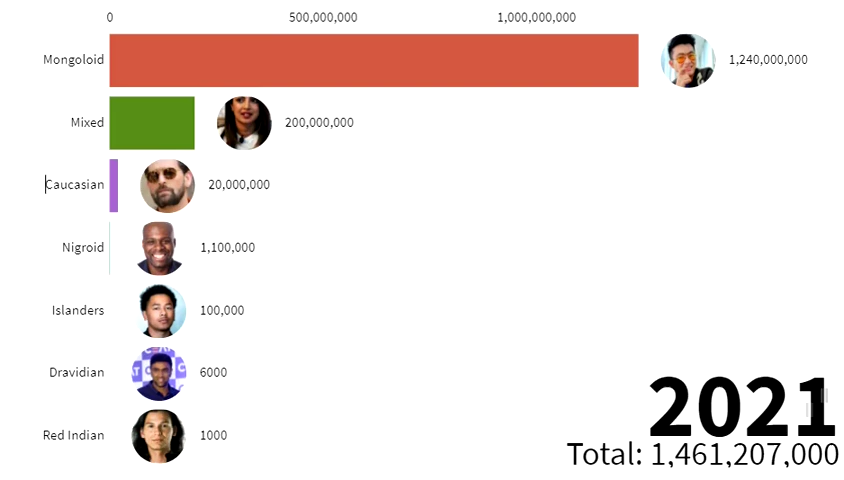 0 500,000,000 1,000,000,000
Mongoloid 1,240,000,000
Mixed 200,000,000
Caucasian 20,000,000
Nigroid 1,100,000
Islanders 100,000
Dravidian 6000
Red Indian 1000
2021
Total: 1,461,207,000